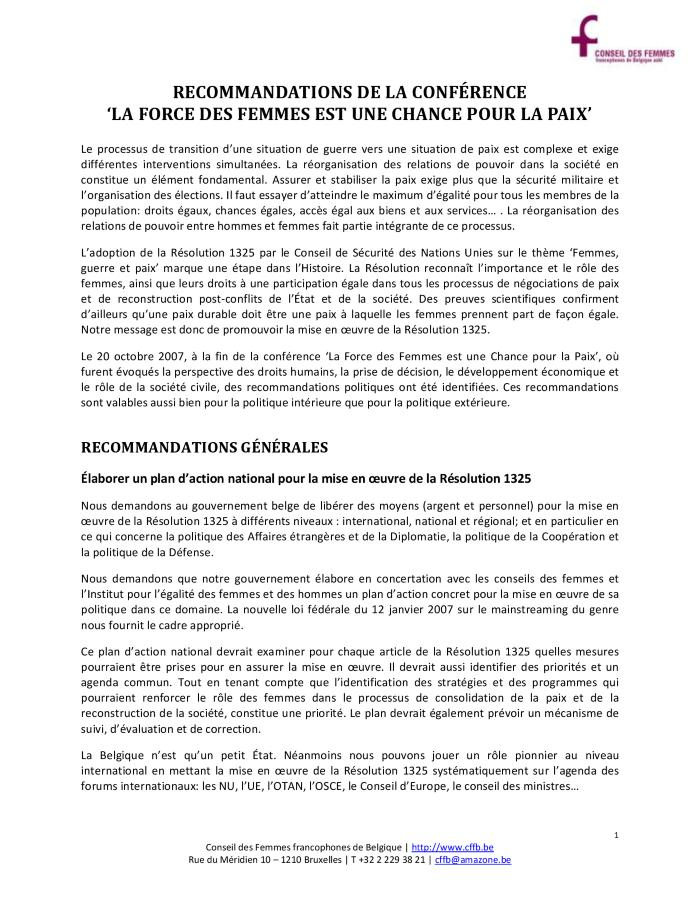 CONSEIL DES FEMMES
francophones de Belgique asbl
RECOMMANDATIONS DE LA CONFÉRENCE
‘LA FORCE DES FEMMES EST UNE CHANCE POUR LA PAIX’
Le processus de transition d’une situation de guerre vers une situation de paix est complexe et exige
différentes interventions simultanées. La réorganisation des relations de pouvoir dans la société en
constitue un élément fondamental. Assurer et stabiliser la paix exige plus que la sécurité militaire et
l’organisation des élections. Il faut essayer d’atteindre le maximum d’égalité pour tous les membres de la
population: droits égaux, chances égales, accès égal aux biens et aux services… . La réorganisation des
relations de pouvoir entre hommes et femmes fait partie intégrante de ce processus.
L’adoption de la Résolution 1325 par le Conseil de Sécurité des Nations Unies sur le thème ‘Femmes,
guerre et paix’ marque une étape dans l’Histoire. La Résolution reconnaît l’importance et le rôle des
femmes, ainsi que leurs droits à une participation égale dans tous les processus de négociations de paix
et de reconstruction post-conflits de l’État et de la société. Des preuves scientifiques confirment
d’ailleurs qu’une paix durable doit être une paix à laquelle les femmes prennent part de façon égale.
Notre message est donc de promouvoir la mise en œuvre de la Résolution 1325.
Le 20 octobre 2007, à la fin de la conférence ‘La Force des Femmes est une Chance pour la Paix’, où
furent évoqués la perspective des droits humains, la prise de décision, le développement économique et
le rôle de la société civile, des recommandations politiques ont été identifiées. Ces recommandations
sont valables aussi bien pour la politique intérieure que pour la politique extérieure.
RECOMMANDATIONS GÉNÉRALES
Élaborer un plan d’action national pour la mise en œuvre de la Résolution 1325
Nous demandons au gouvernement belge de libérer des moyens (argent et personnel) pour la mise en
œuvre de la Résolution 1325 à différents niveaux : international, national et régional; et en particulier en
ce qui concerne la politique des Affaires étrangères et de la Diplomatie, la politique de la Coopération et
la politique de la Défense.
Nous demandons que notre gouvernement élabore en concertation avec les conseils des femmes et
l’Institut pour l’égalité des femmes et des hommes un plan d’action concret pour la mise en œuvre de sa
politique dans ce domaine. La nouvelle loi fédérale du 12 janvier 2007 sur le mainstreaming du genre
nous fournit le cadre approprié.
Ce plan d’action national devrait examiner pour chaque article de la Résolution 1325 quelles mesures
pourraient être prises pour en assurer la mise en œuvre. Il devrait aussi identifier des priorités et un
agenda commun. Tout en tenant compte que l’identification des stratégies et des programmes qui
pourraient renforcer le rôle des femmes dans le processus de consolidation de la paix et de la
reconstruction de la société, constitue une priorité. Le plan devrait également prévoir un mécanisme de
suivi, d’évaluation et de correction.
La Belgique n’est qu’un petit État. Néanmoins nous pouvons jouer un rôle pionnier au niveau
international en mettant la mise en œuvre de la Résolution 1325 systématiquement sur l’agenda des
forums internationaux: les NU, l’UE, l’OTAN, l’OSCE, le Conseil d’Europe, le conseil des ministres…
1
Conseil des Femmes francophones de Belgique | http://www.cffb.be
Rue du Méridien 10 – 1210 Bruxelles | T +32 2 229 38 21 | cffb@amazone.be